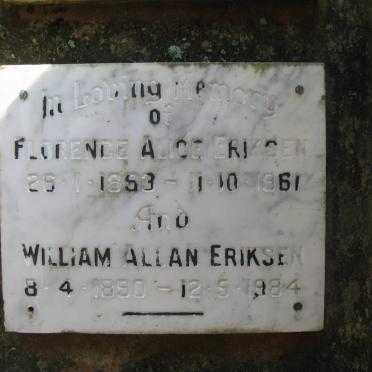 In Loving Memory
of
FLORENCE ALICE ERIKSEN
26·1·1893 – 11·10·1961
And
WILLIAM ALLAN ERIKSEN
8·4·1890 – 12·5·1984